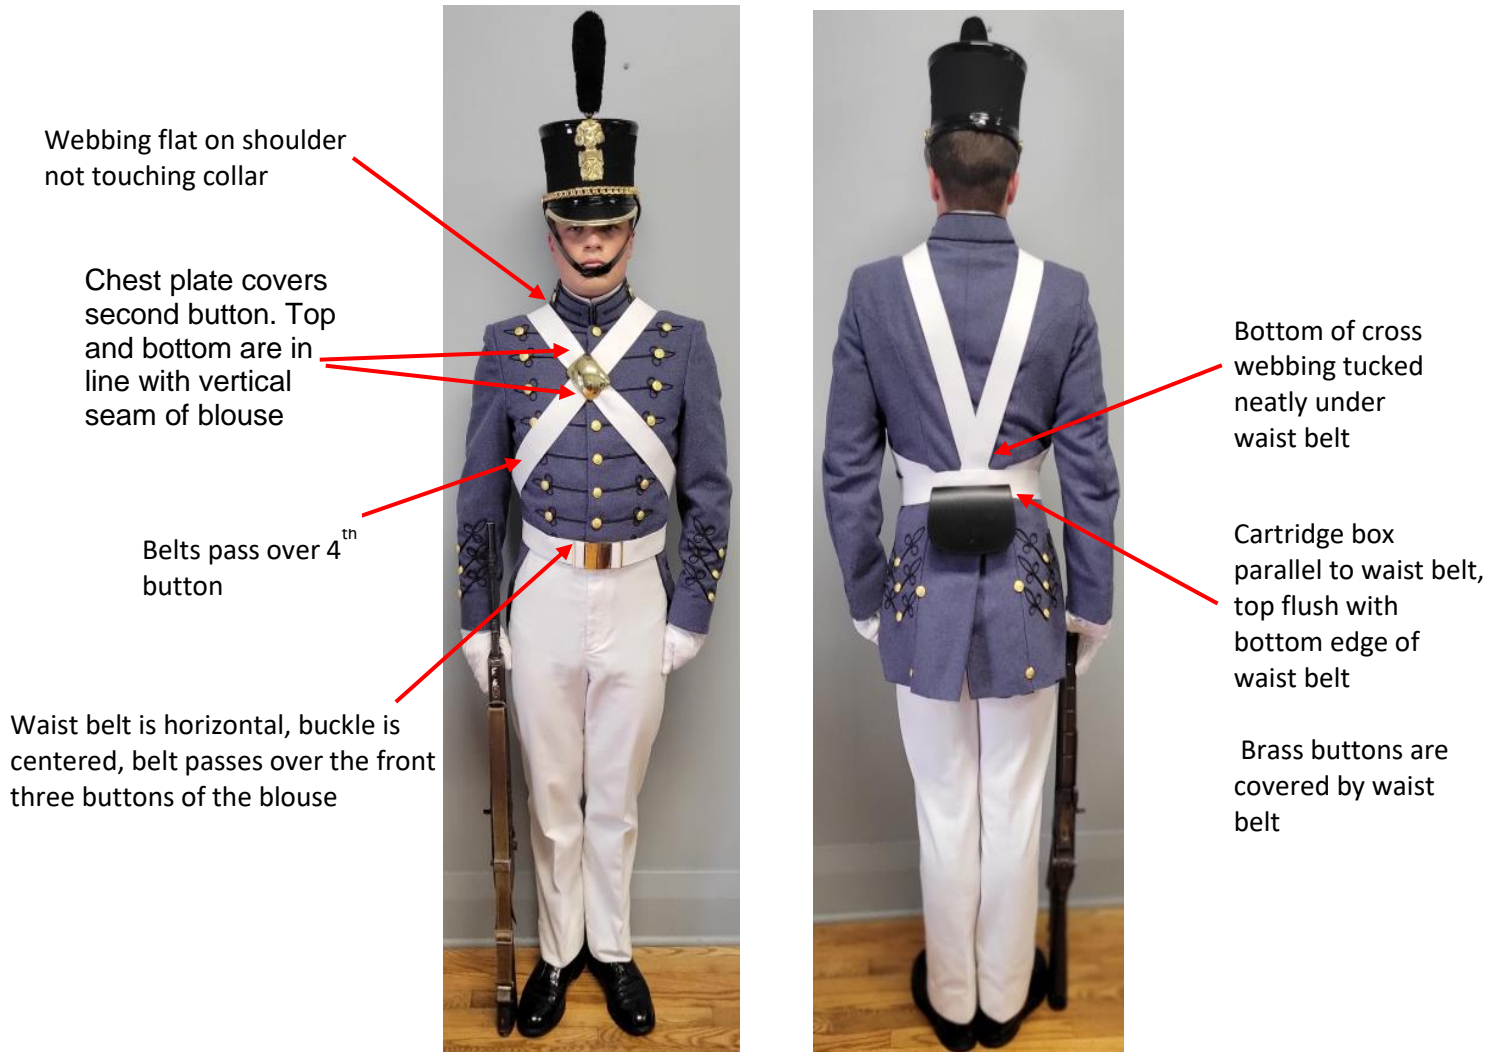 Webbing flat on shoulder
not touching collar
Chest plate covers
second button. Top
and bottom are in
line with vertical
seam of blouse
Belts pass over 4th
button
Waist belt is horizontal, buckle is
centered, belt passes over the front
three buttons of the blouse
Bottom of cross
webbing tucked
neatly under
waist belt
Cartridge box
parallel to waist belt,
top flush with
bottom edge of
waist belt
Brass buttons are
covered by waist
belt